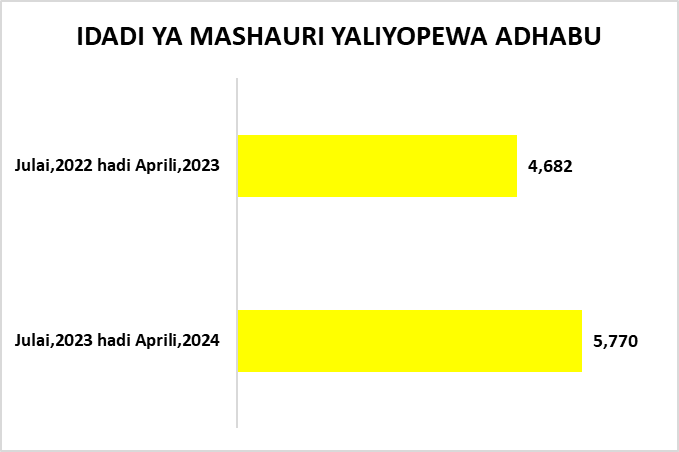 IDADI YA MASHAURI YALIYOPEWA ADHABU
Julai,2022 hadi Aprili,2023
4,682
Julai,2023 hadi Aprili,2024
5,770